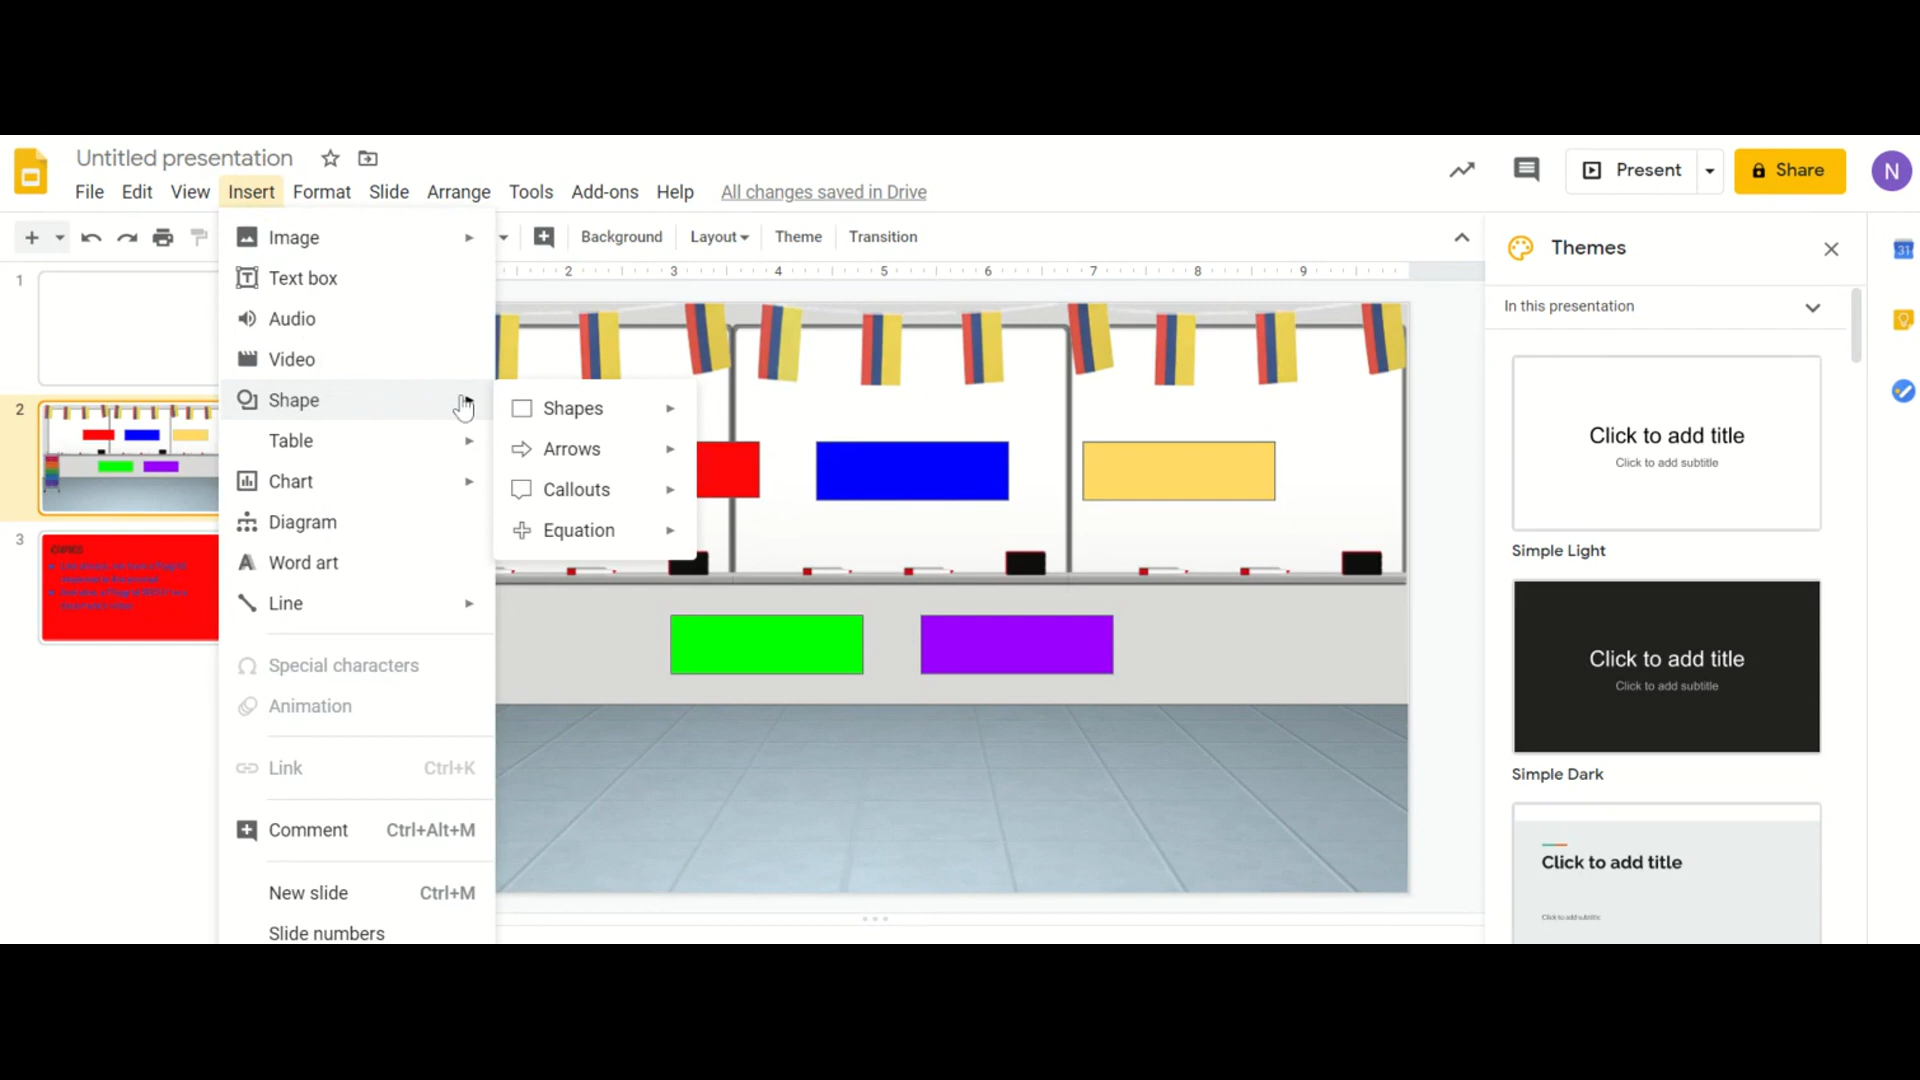 Untitled presentation
Present
Share
N
File Edit View Insert Format Slide Arrange Tools Add-ons Help All changes saved in Drive
Background Layout Theme Transition
Themes
31
2 3 4 5 6 7 8 9
In this presentation
Image
Text box
Audio
Video
Shape
Table
Chart
Diagram
Word art
Line
Special characters
Animation
Link Ctrl+K
Comment Ctrl+Alt+M
New slide Ctrl+M
Slide numbers
Shapes
Arrows
Callouts
Equation
1
2
3
Click to add title
Click to add subtitle
Simple Light
Click to add title
Click to add subtitle
Simple Dark
Click to add title
Click to add subtitle